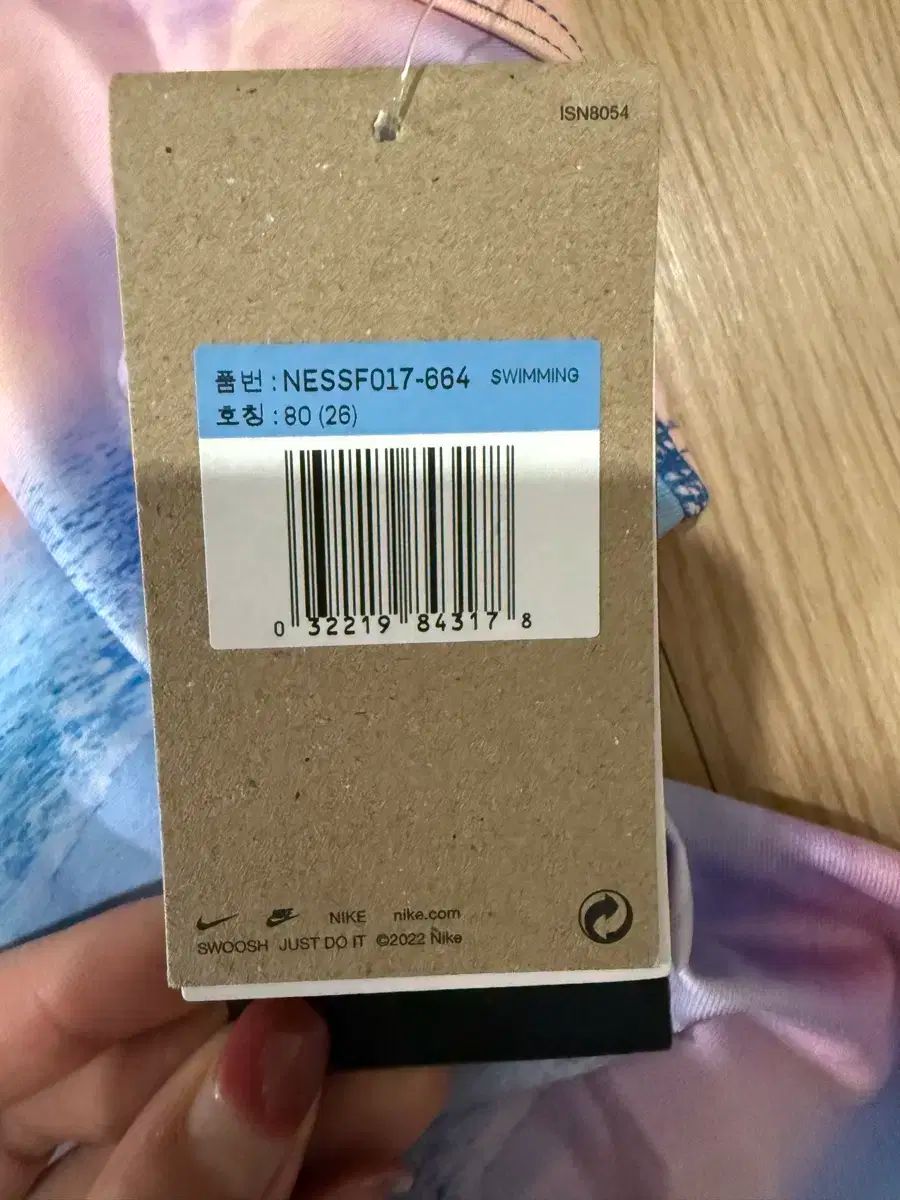 ISN8054
품번 : NESSF017-664 SWIMMING
호칭 : 80 (26)
0 32219 84317 8
NIKE nike.com
SWOOSH JUST DO IT ©2022 Nike